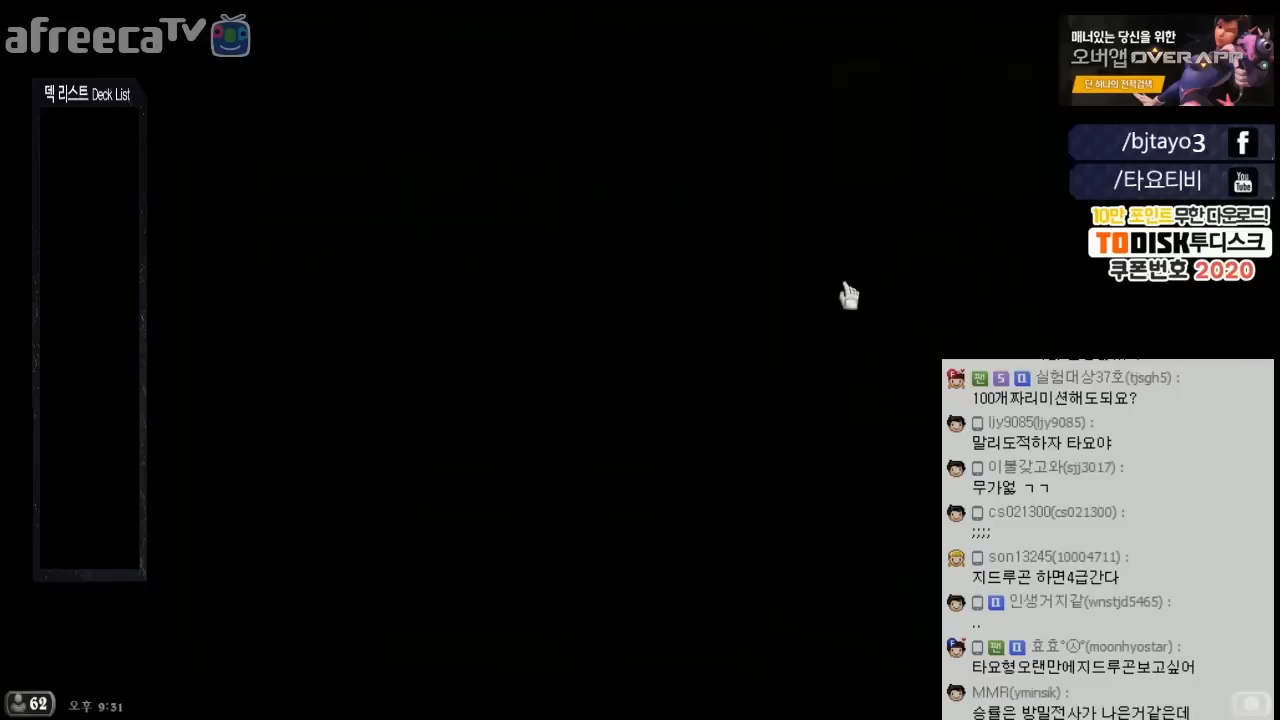 afreecaTV
덱 리스트 Deck List
매너있는 당신을 위한
오버앱 OVER APP
단 하나의 전적검색
/bjtayo3
/타요티비
You Tube
10만 포인트 무한 다운로드!
TODISK투디스크
쿠폰번호 2020
팬 5 실험대상37호(tjsgh5) :
100개짜리미션해도되요?
ljy9085(ljy9085) :
말리도적하자 타요야
이불갖고와(sjj3017) :
무가옳 ㄱㄱ
cs021300(cs021300) :
;;;;
son13245(10004711) :
지드루곤 하면4급간다
인생거지같(wnstjd5465) :
..
팬 효효°㉦°(moonhyostar) :
타요형오랜만에지드루곤보고싶어
MMR(yminsik) :
승률은 방밀전사가 나은거같은데
62
오후 9:31